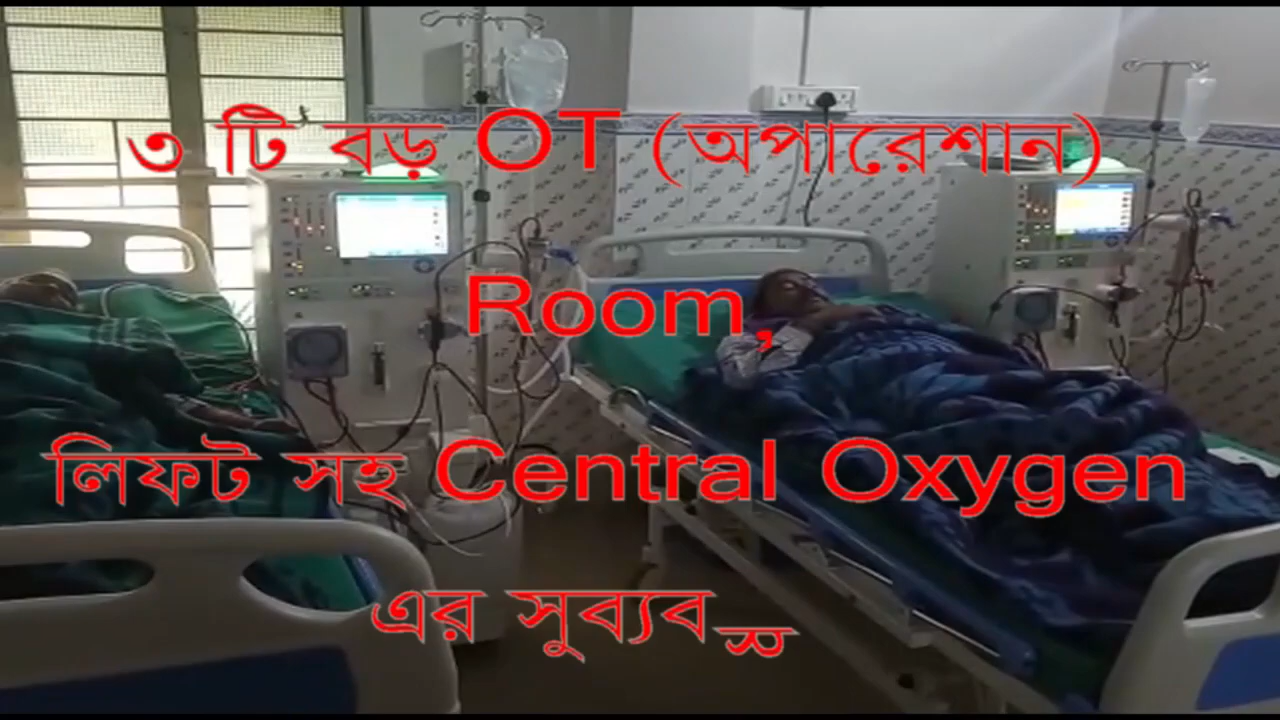 ৩ টি বড় OT (অপারেশান)
Room,
লিফট সহ Central Oxygen
এর সুব্যবস্থ